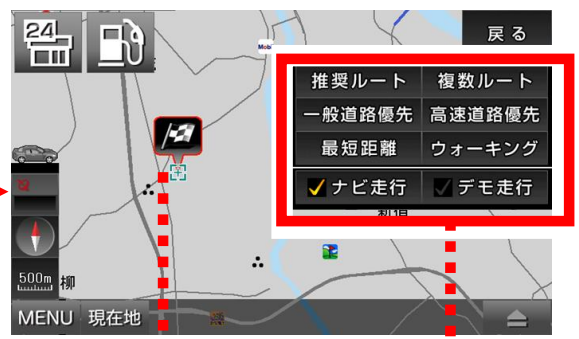 24
Mob
戻る
推奨ルート 複数ルート
一般道路優先 高速道路優先
最短距離 ウォーキング
ナビ走行 デモ走行
500m 柳
MENU 現在地